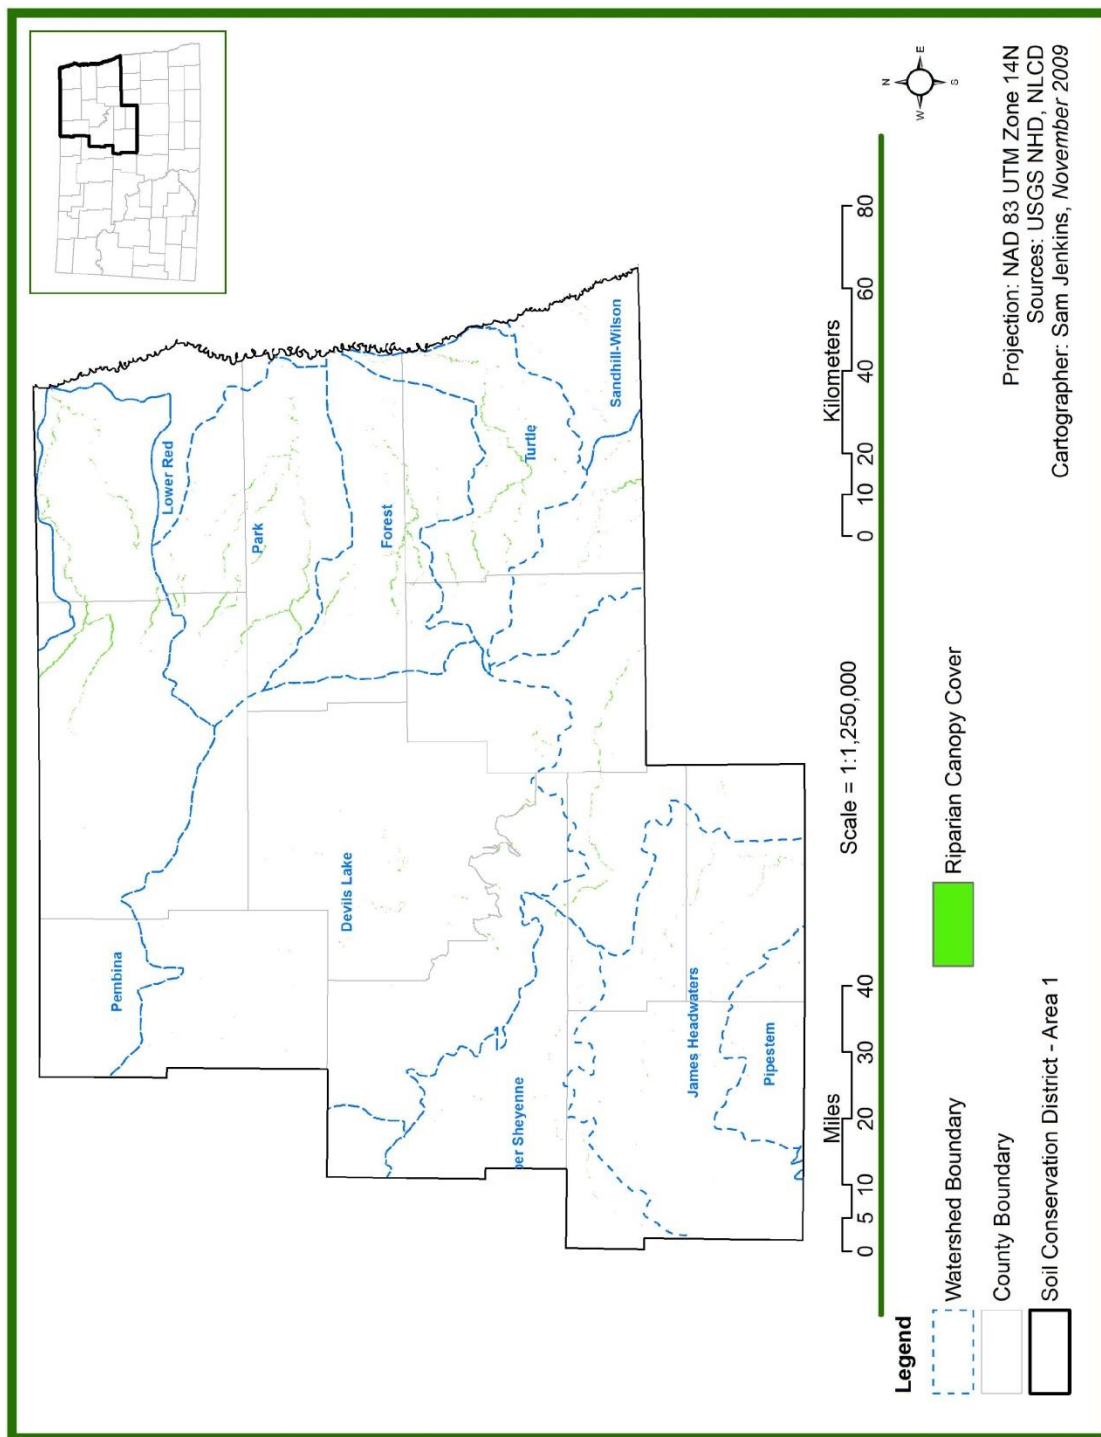 Pembina
Lower Red
Park
Devils Lake
Forest
per Sheyenne
Turtle
Sandhill-Wilson
James Headwaters
Pipestem
Miles
0 5 10 20 30 40
Scale = 1:1,250,000
Kilometers
0 10 20 40 60 80
N
W E
S
Legend
Watershed Boundary
County Boundary
Soil Conservation District - Area 1
Riparian Canopy Cover
Projection: NAD 83 UTM Zone 14N
Sources: USGS NHD, NLCD
Cartographer: Sam Jenkins, November 2009